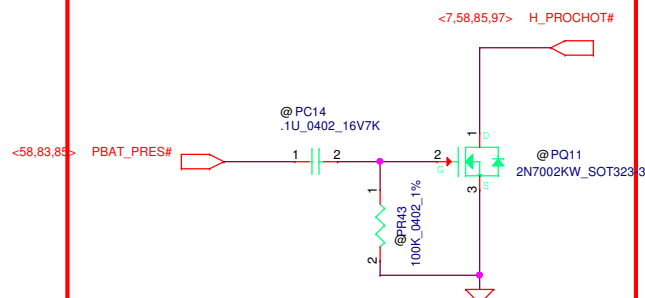 <7,58,85,97> H_PROCHOT#
@ PC14
.1U_0402_16V7K
<58,83,85> PBAT_PRES#
1 2
2
G
1
D
@ PQ11
2N7002KW_SOT323-3
S
3
1
@PR43
100K_0402_1%
2